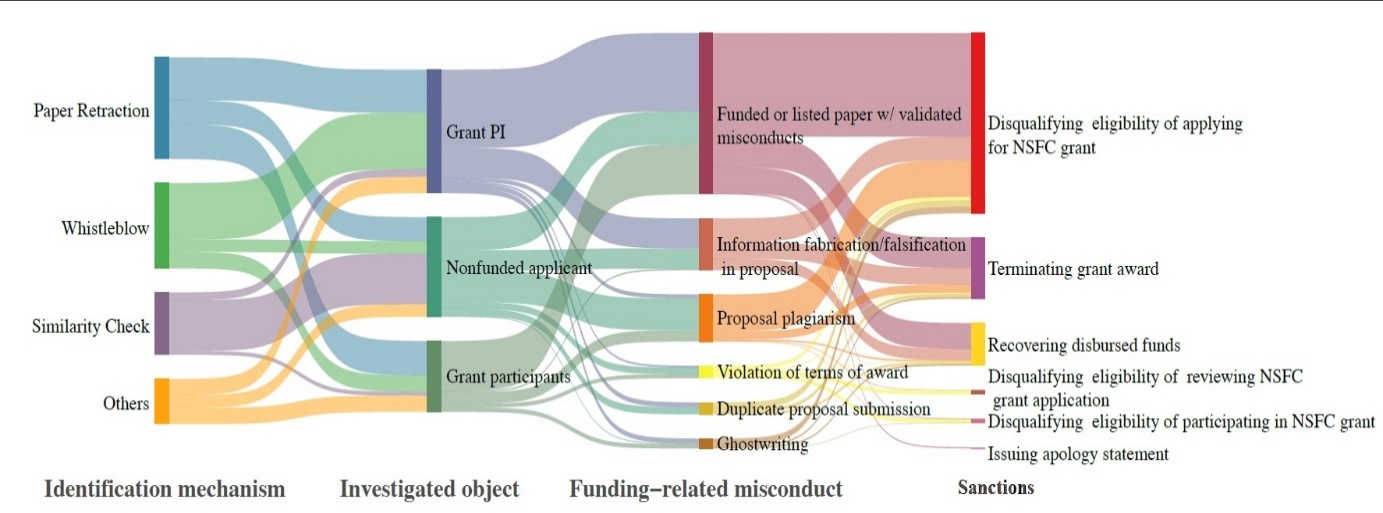 Paper Retraction
Whistleblow
Similarity Check
Others
Grant PI
Nonfunded applicant
Grant participants
Funded or listed paper w/ validated
misconducts
Information fabrication/falsification
in proposal
Proposal plagiarism
Violation of terms of award
Duplicate proposal submission
Ghostwriting
Disqualifying eligibility of applying
for NSFC grant
Terminating grant award
Recovering disbursed funds
Disqualifying eligibility of reviewing NSFC
grant application
Disqualifying eligibility of participating in NSFC grant
Issuing apology statement
Identification mechanism
Investigated object
Funding−related misconduct
Sanctions